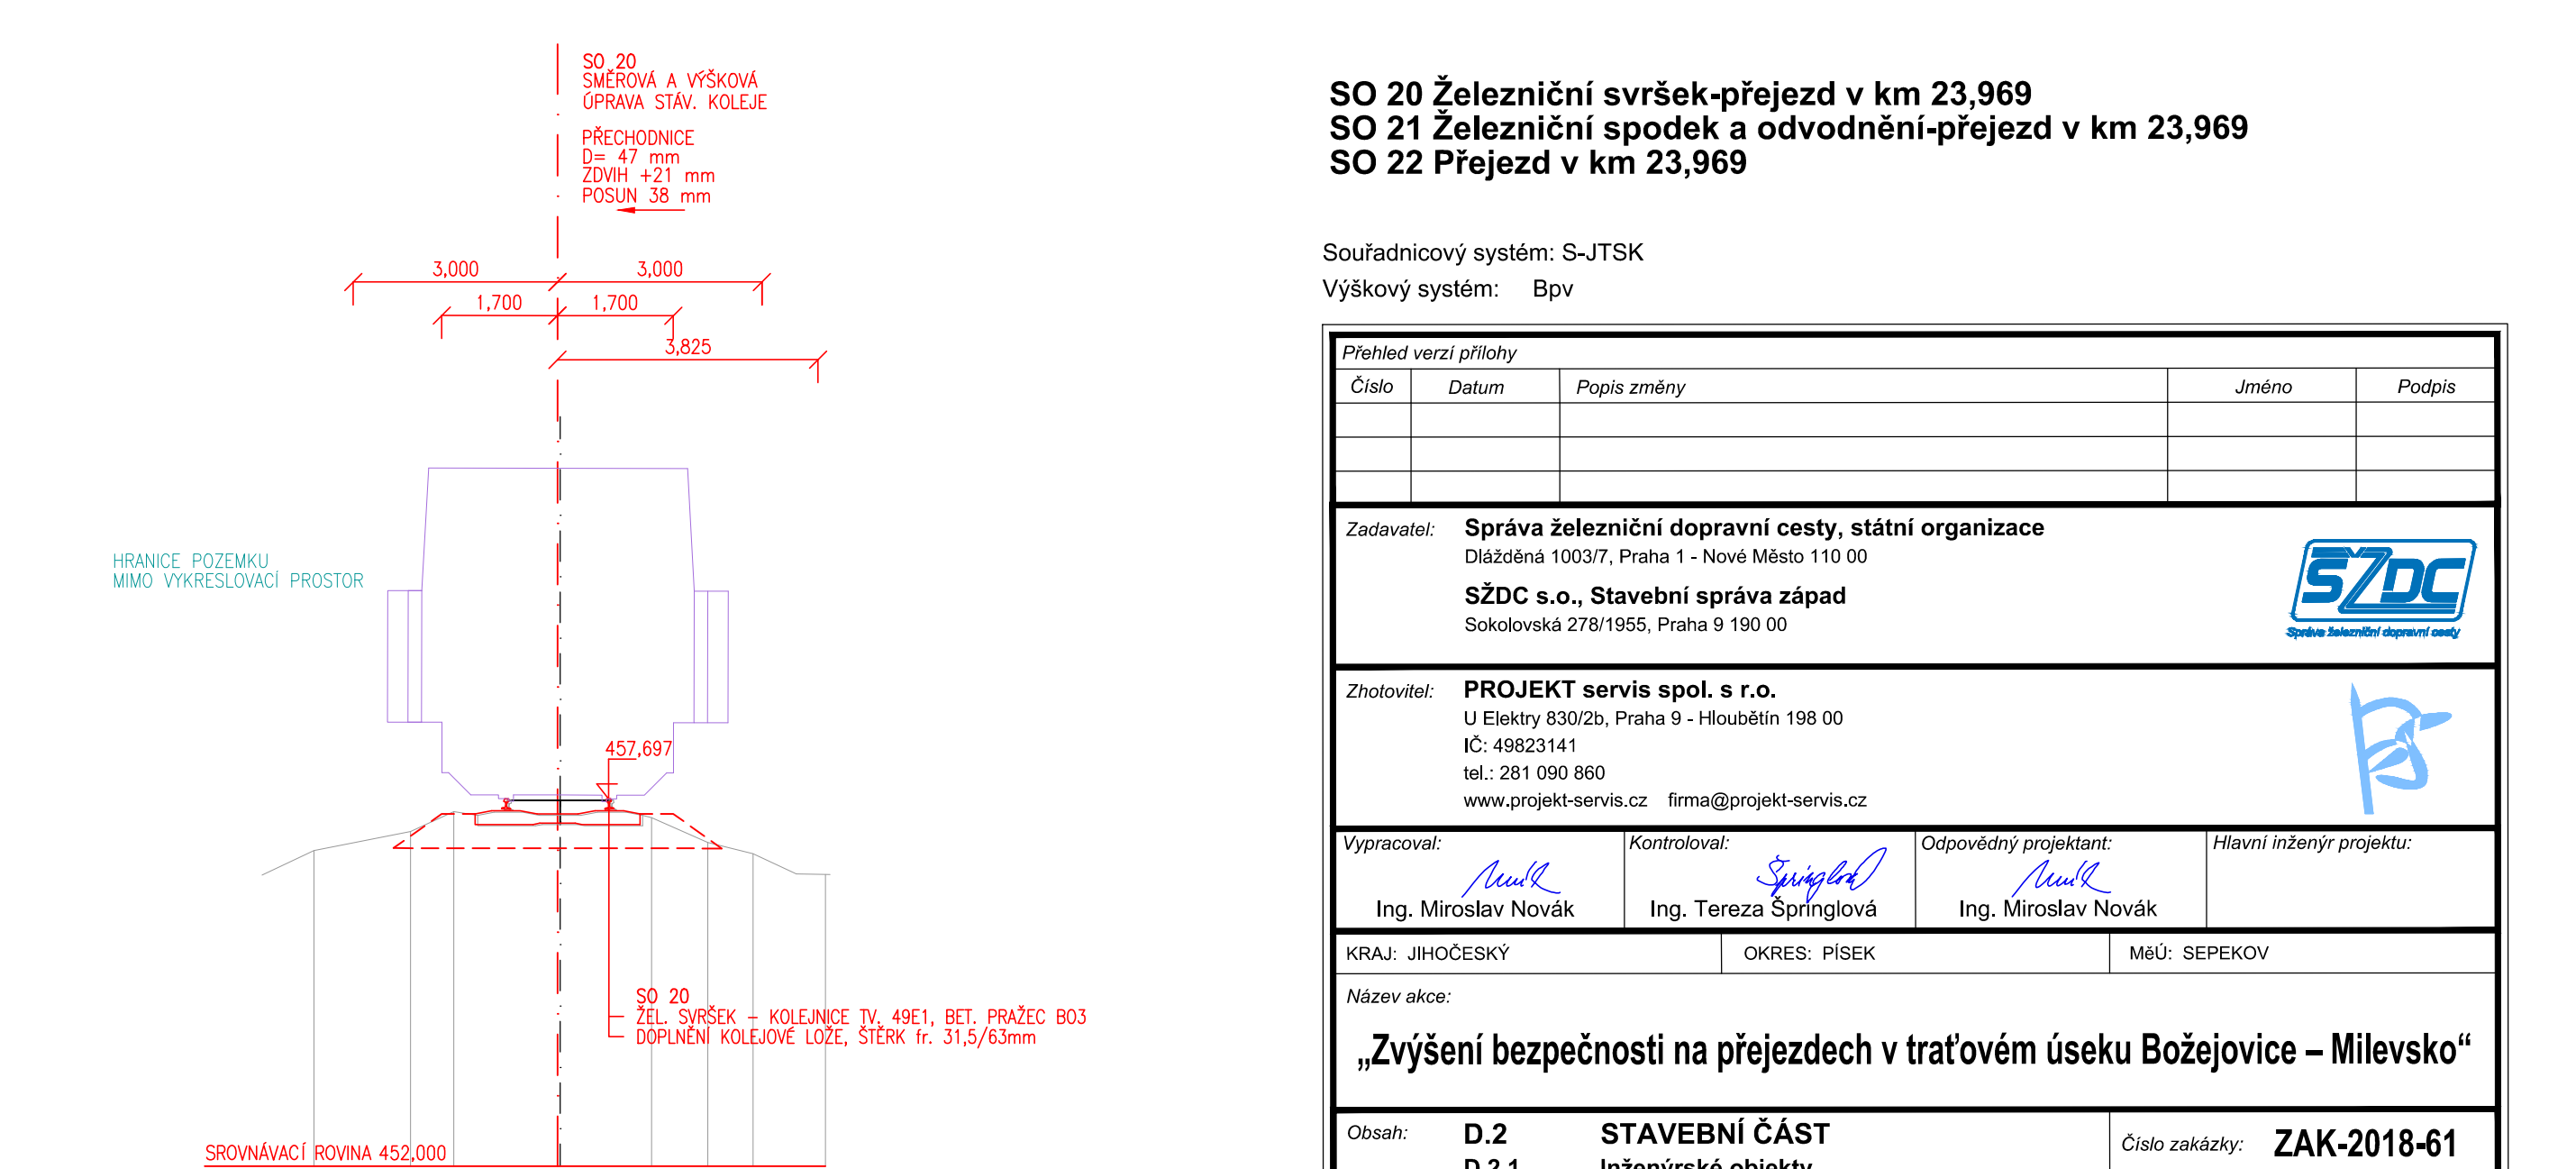 SO 20
SMĚROVÁ A VÝŠKOVÁ
ÚPRAVA STÁV. KOLEJE
PŘECHODNICE
D= 47 mm
ZDVIH +21 mm
POSUN 38 mm
3,000 3,000
1,700 1,700
3,825
HRANICE POZEMKU
MIMO VYKRESLOVACÍ PROSTOR
457,697
SO 20
ŽEL. SVRŠEK – KOLEJNICE TV. 49E1, BET. PRAŽEC B03
DOPLNĚNÍ KOLEJOVÉ LOŽE, ŠTĚRK fr. 31,5/63mm
SROVNÁVACÍ ROVINA 452,000
SO 20 Železniční svršek-přejezd v km 23,969
SO 21 Železniční spodek a odvodnění-přejezd v km 23,969
SO 22 Přejezd v km 23,969
Souřadnicový systém: S-JTSK
Výškový systém: Bpv
Přehled verzí přílohy
Číslo Datum Popis změny Jméno Podpis
Zadavatel: Správa železniční dopravní cesty, státní organizace
Dlážděná 1003/7, Praha 1 - Nové Město 110 00
SŽDC s.o., Stavební správa západ
Sokolovská 278/1955, Praha 9 190 00
SŽDC
Správa železniční dopravní cesty
Zhotovitel: PROJEKT servis spol. s r.o.
U Elektry 830/2b, Praha 9 - Hloubětín 198 00
IČ: 49823141
tel.: 281 090 860
www.projekt-servis.cz firma@projekt-servis.cz
Vypracoval: Kontroloval: Odpovědný projektant: Hlavní inženýr projektu:
Špringlová
Ing. Miroslav Novák Ing. Tereza Špringlová Ing. Miroslav Novák
KRAJ: JIHOČESKÝ OKRES: PÍSEK MěÚ: SEPEKOV
Název akce:
„Zvýšení bezpečnosti na přejezdech v traťovém úseku Božejovice – Milevsko“
Obsah: D.2 STAVEBNÍ ČÁST Číslo zakázky: ZAK-2018-61
D.2.1 Inženýrské objekty